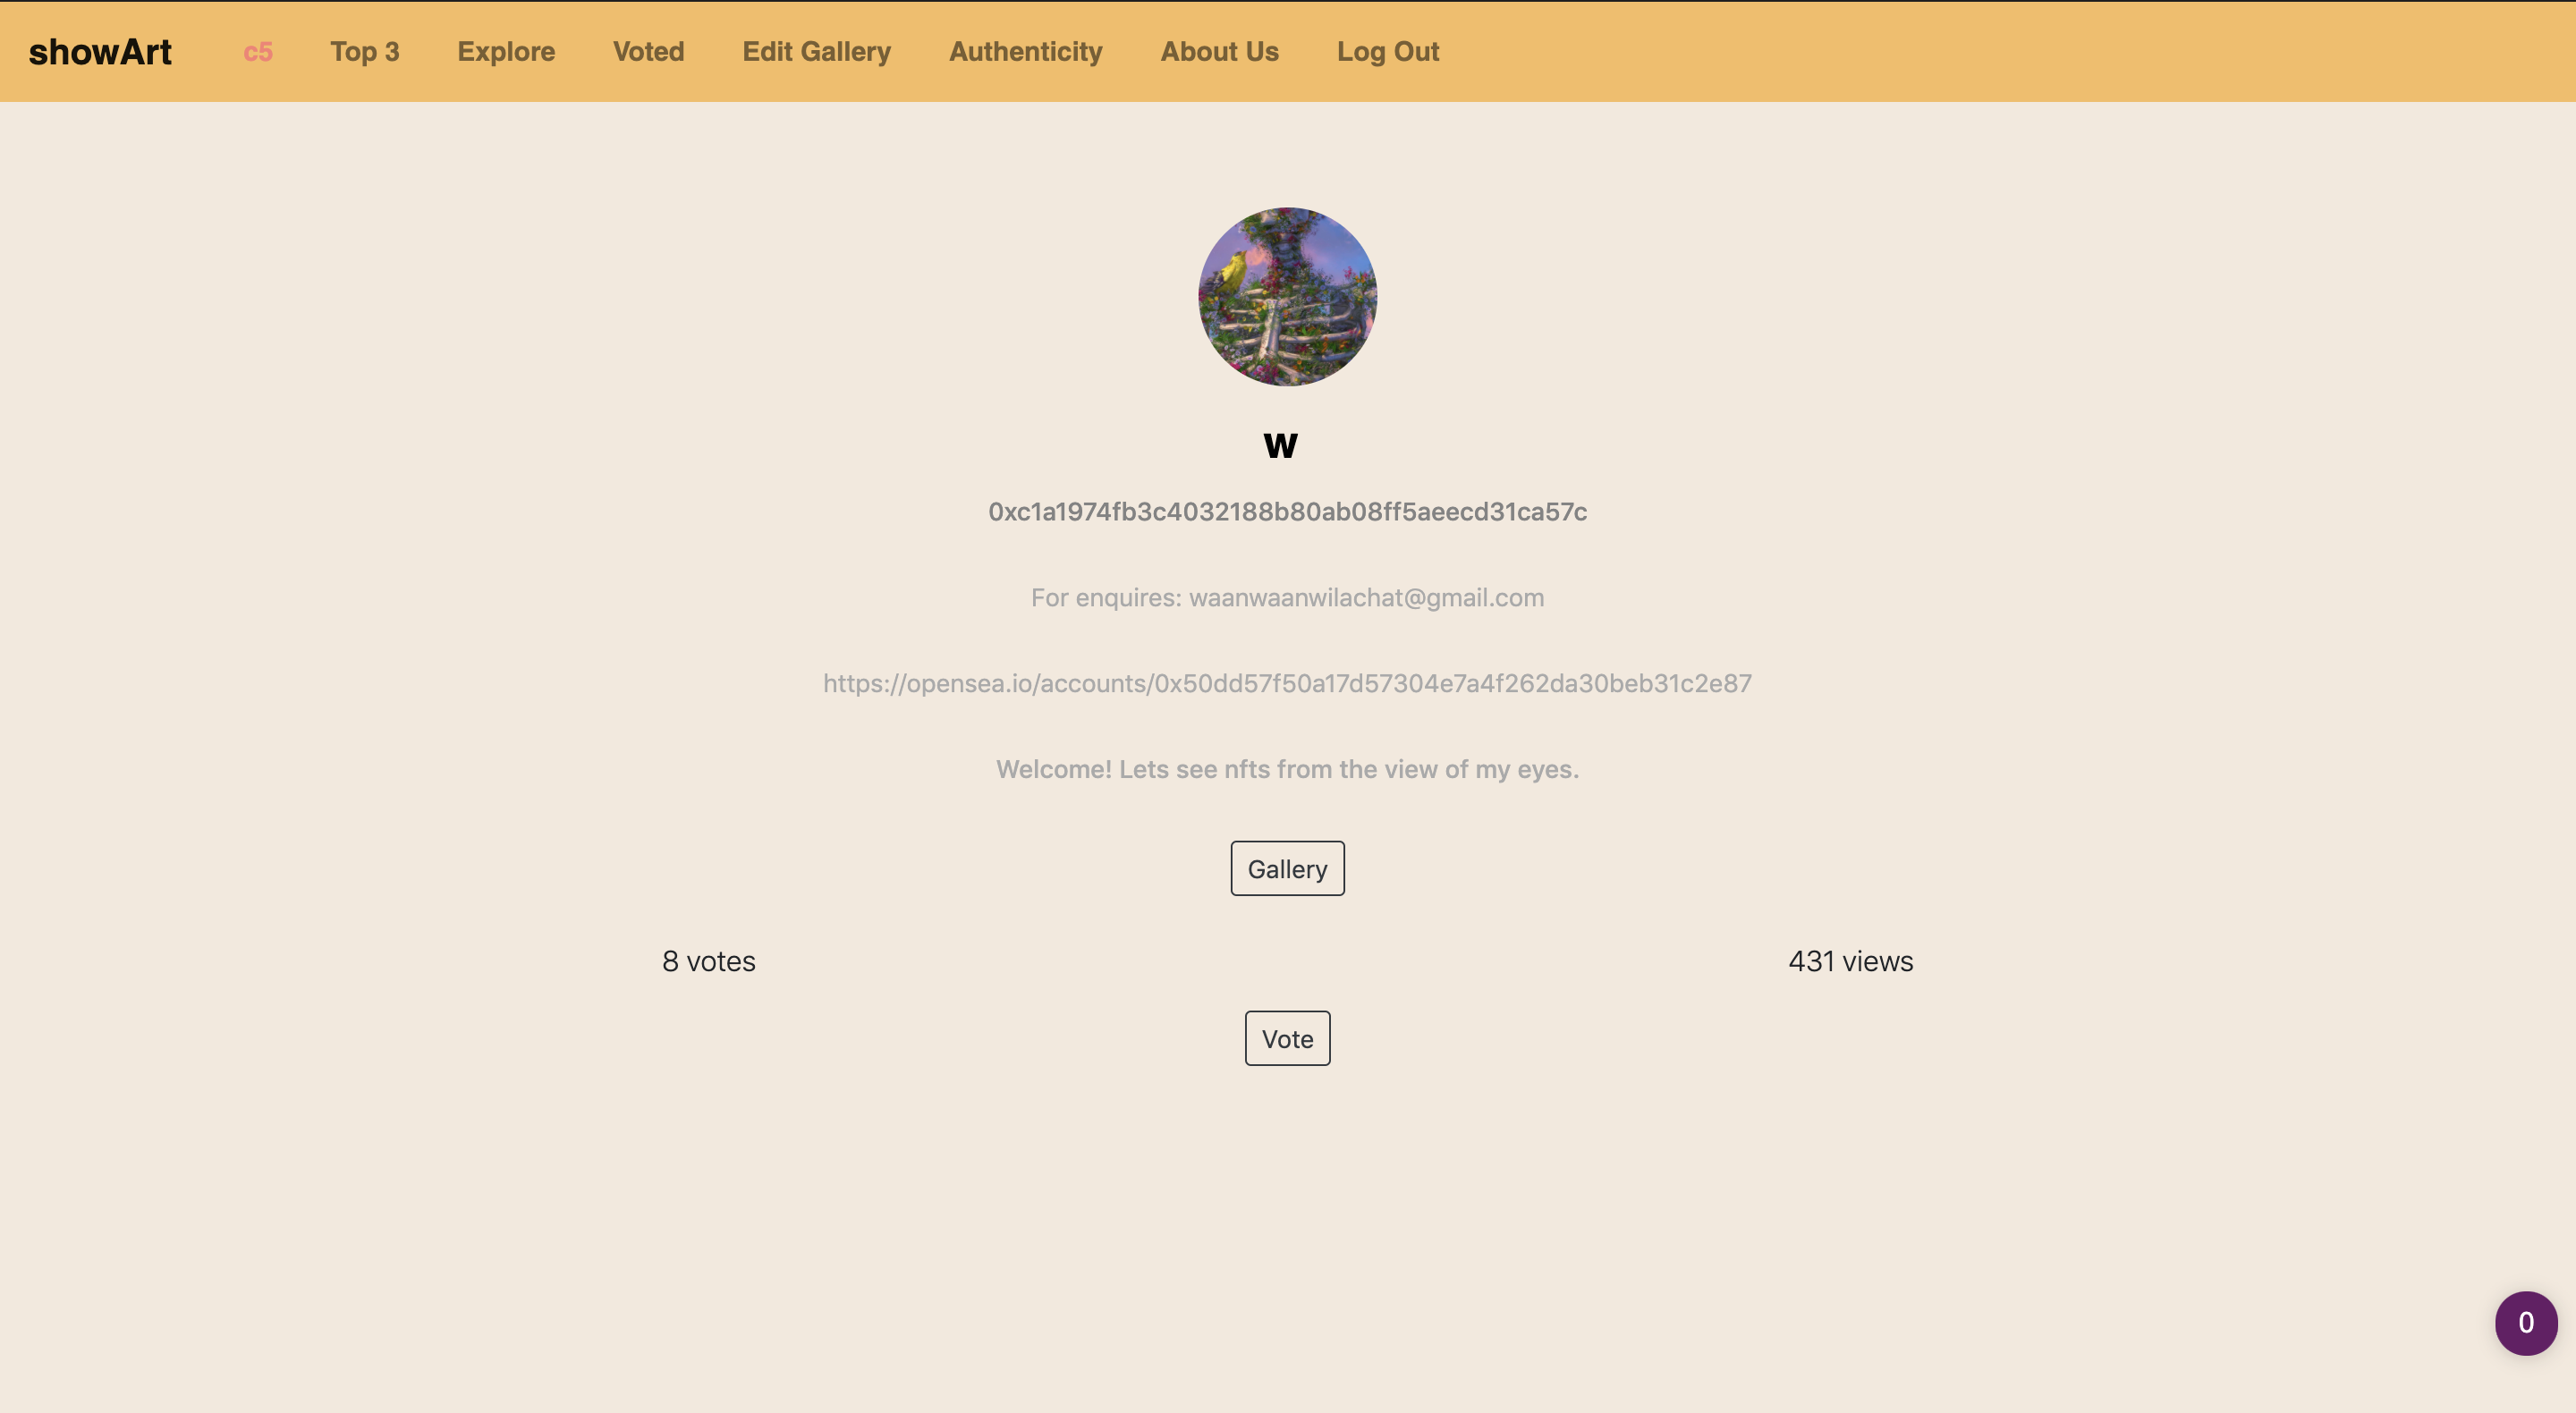 showArt c5 Top 3 Explore Voted Edit Gallery Authenticity About Us Log Out
w
0xc1a1974fb3c4032188b80ab08ff5aeecd31ca57c
For enquires: waanwaanwilachat@gmail.com
https://opensea.io/accounts/0x50dd57f50a17d57304e7a4f262da30beb31c2e87
Welcome! Lets see nfts from the view of my eyes.
Gallery
8 votes 431 views
Vote
0